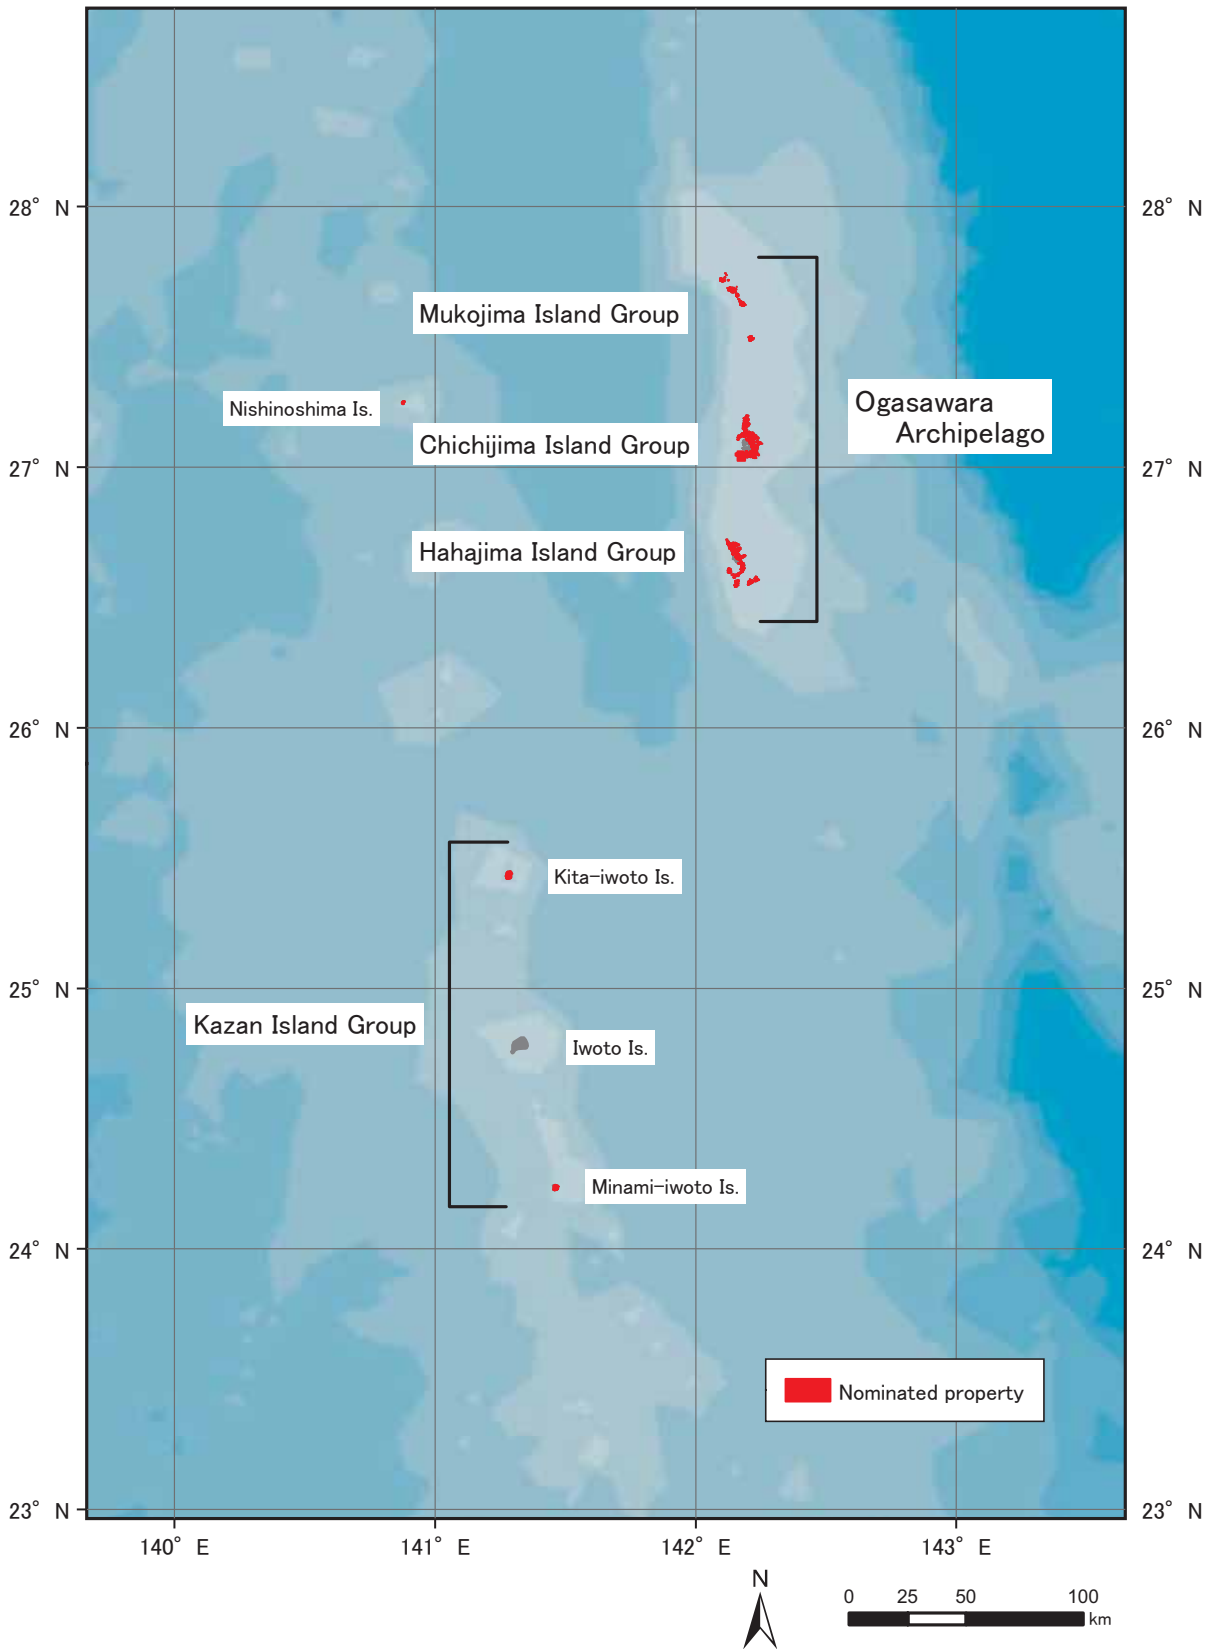 28° N
28° N
Mukojima Island Group
Nishinoshima Is.
Ogasawara
Archipelago
Chichijima Island Group
27° N
27° N
Hahajima Island Group
26° N
26° N
Kita-iwoto Is.
25° N
25° N
Kazan Island Group
Iwoto Is.
Minami-iwoto Is.
24° N
24° N
Nominated property
23° N
23° N
140° E
141° E
142° E
143° E
N
0 25 50 100
km